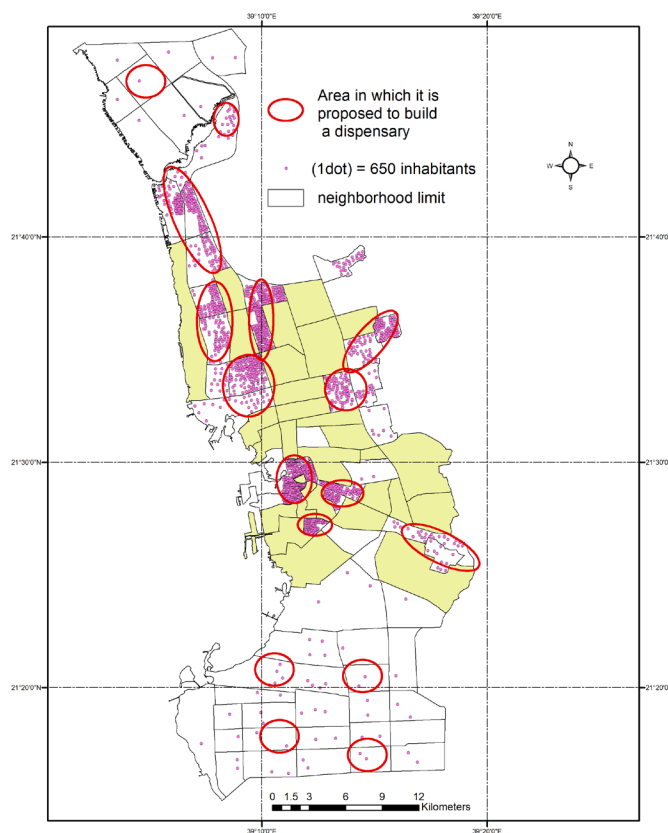 39°10'0"E 39°20'0"E
Area in which it is
proposed to build
a dispensary
N
W E
S
(1dot) = 650 inhabitants
neighborhood limit
21°40'0"N 21°40'0"N
21°30'0"N 21°30'0"N
21°20'0"N 21°20'0"N
0 1.5 3 6 9 12
Kilometers
39°10'0"E 39°20'0"E